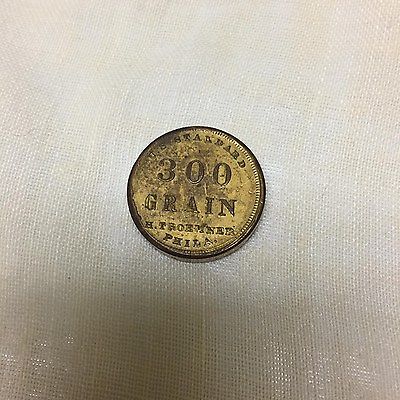 U.S. STANDARD
300
GRAIN
H. TROEMNER
PHILA.